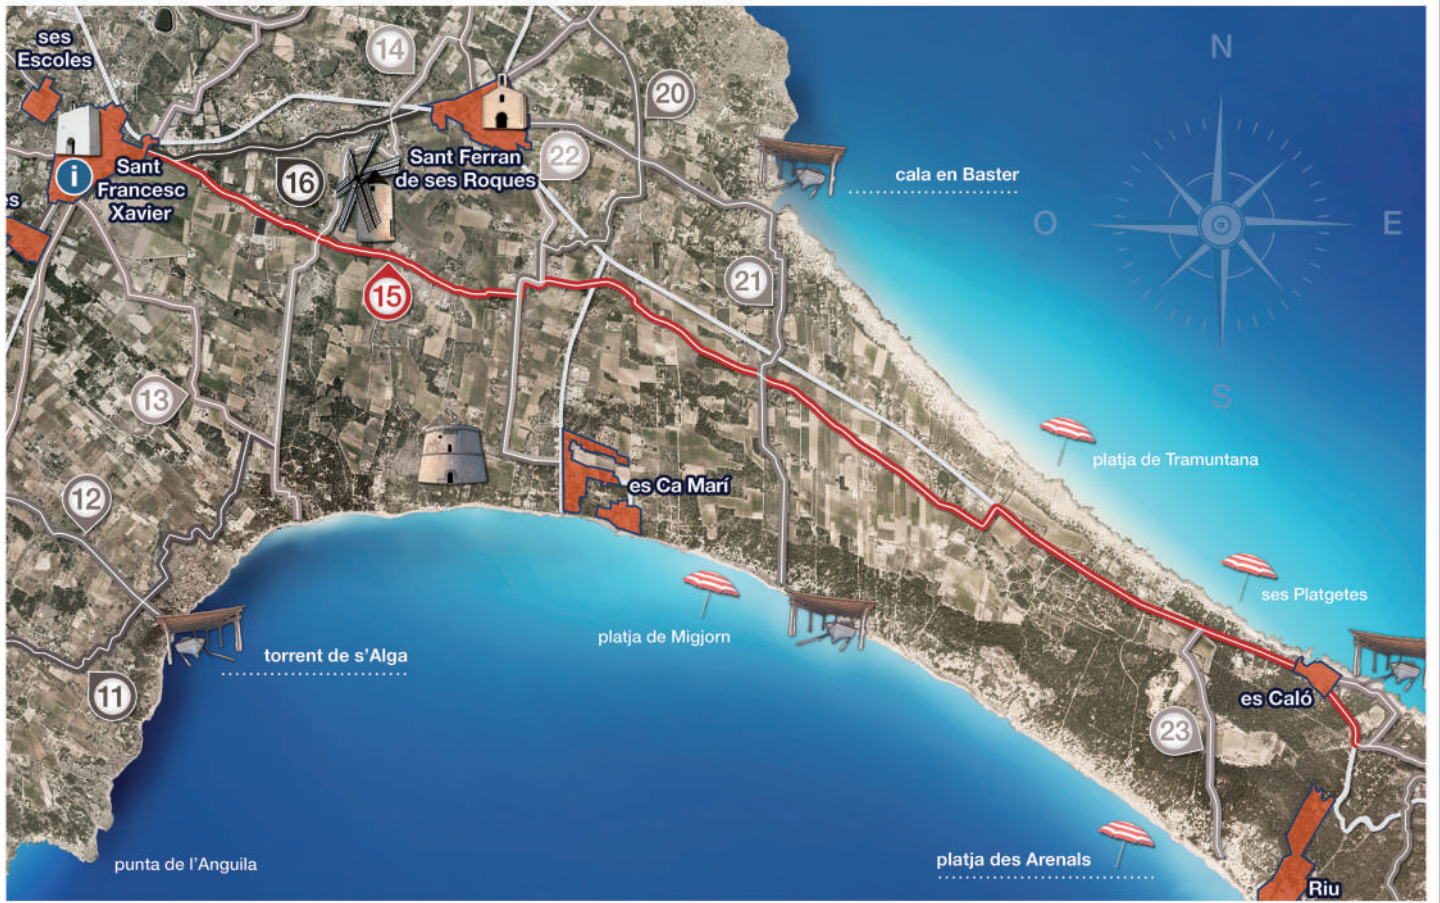 ses
Escoles
14
20
N
Sant Ferran
de ses Roques
22
16
i
Sant
Francesc
Xavier
cala en Baster
O
E
21
15
S
13
platja de Tramuntana
es Ca Marí
12
ses Platgetes
platja de Migjorn
torrent de s'Alga
11
es Caló
23
punta de l'Anguila
platja des Arenals
Riu